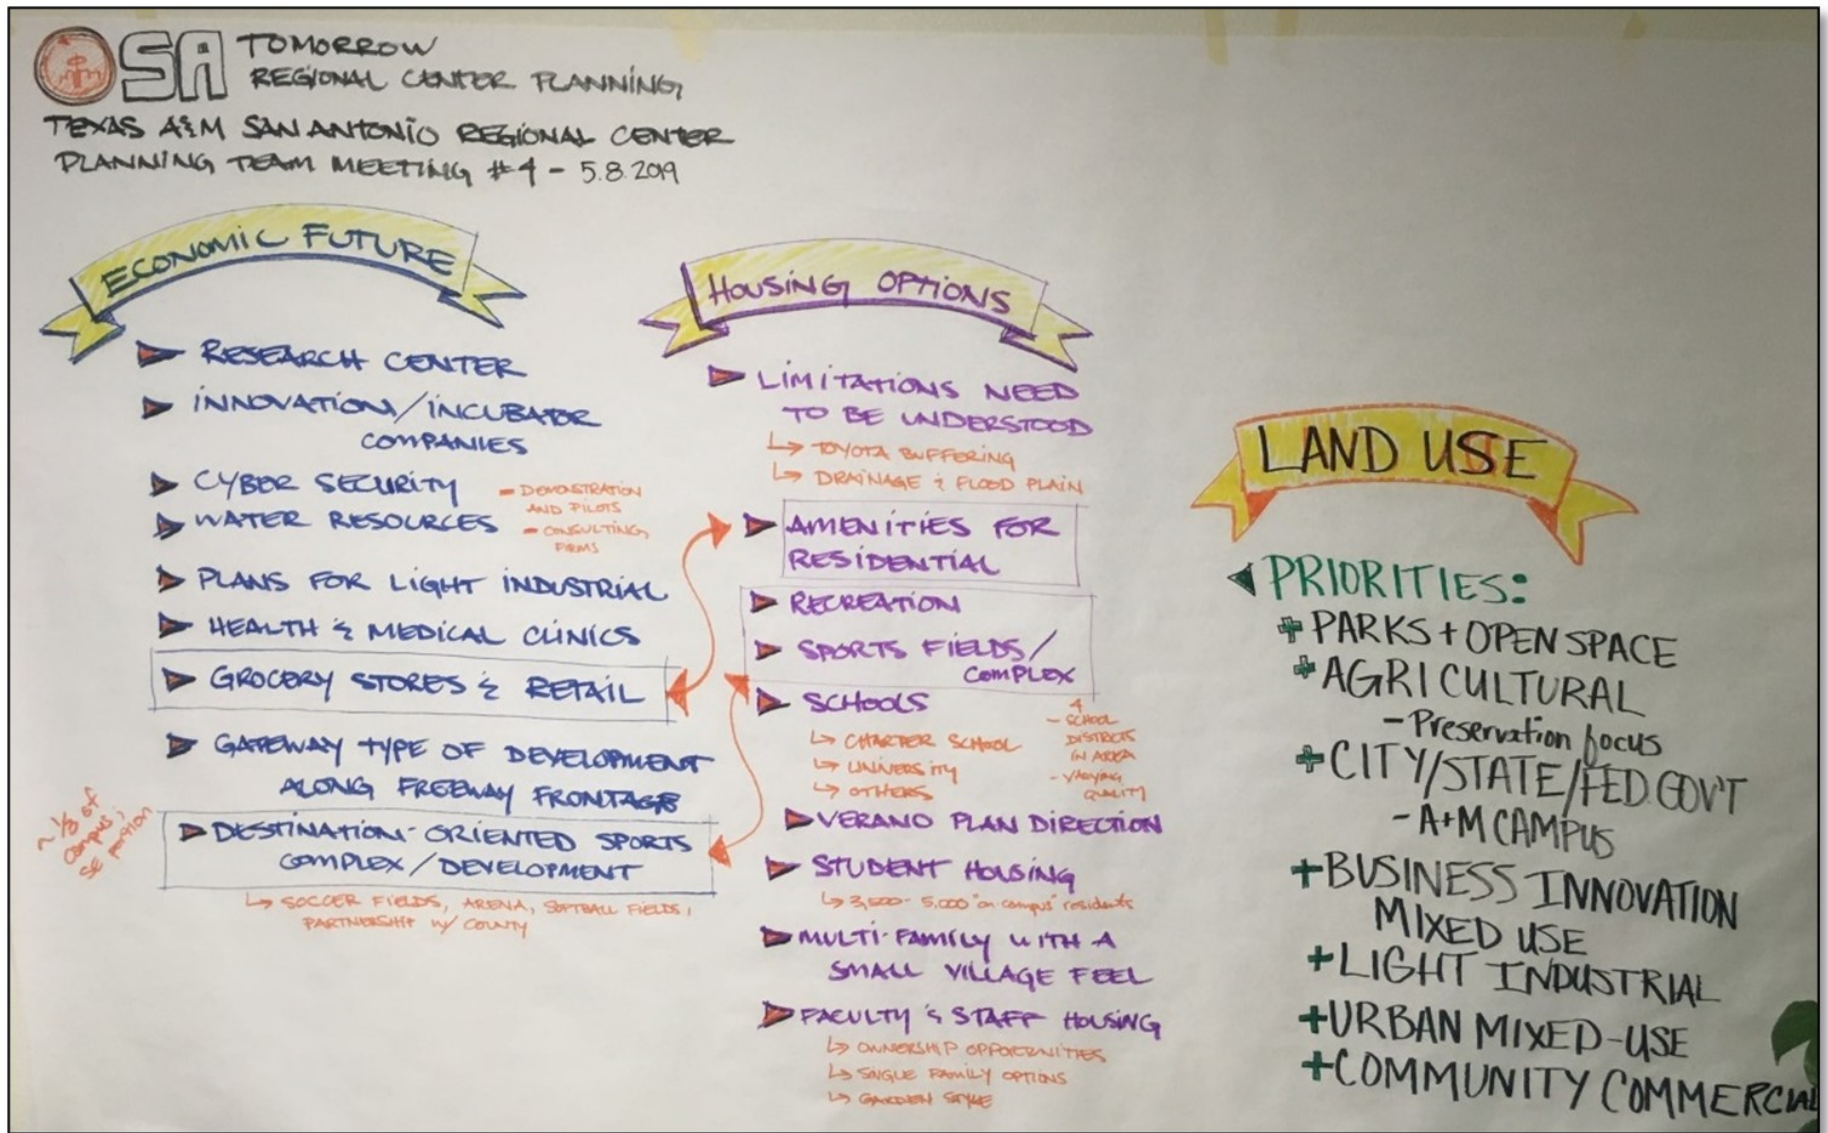 SA TOMORROW
REGIONAL CENTER PLANNING
TEXAS A&M SAN ANTONIO REGIONAL CENTER
PLANNING TEAM MEETING #4 - 5.8.2019
ECONOMIC FUTURE
RESEARCH CENTER
INNOVATION/INCUBATOR
COMPANIES
CYBER SECURITY
WATER RESOURCES
- DEMONSTRATION
AND PILOTS
- CONSULTING
FIRMS
PLANS FOR LIGHT INDUSTRIAL
HEALTH & MEDICAL CLINICS
GROCERY STORES & RETAIL
GATEWAY TYPE OF DEVELOPMENT
ALONG FREEWAY FRONTAGE
DESTINATION-ORIENTED SPORTS
COMPLEX/DEVELOPMENT
~ 1/3 of
campus;
SE portion
↳ SOCCER FIELDS, ARENA, SOFTBALL FIELDS,
PARTNERSHIP W/ COUNTY
HOUSING OPTIONS
LIMITATIONS NEED
TO BE UNDERSTOOD
↳ TOYOTA BUFFERING
↳ DRAINAGE & FLOOD PLAIN
AMENITIES FOR
RESIDENTIAL
RECREATION
SPORTS FIELDS/
COMPLEX
SCHOOLS
↳ CHARTER SCHOOL
↳ UNIVERSITY
↳ OTHERS
4
- SCHOOL
DISTRICTS
IN AREA
- VARYING
QUALITY
VERANO PLAN DIRECTION
STUDENT HOUSING
↳ 3,500-5,000 "on-campus" residents
MULTI-FAMILY WITH A
SMALL VILLAGE FEEL
FACULTY & STAFF HOUSING
↳ OWNERSHIP OPPORTUNITIES
↳ SINGLE FAMILY OPTIONS
↳ GARDEN STYLE
LAND USE
PRIORITIES:
+ PARKS + OPEN SPACE
+ AGRICULTURAL
- Preservation focus
+ CITY/STATE/FED GOV'T
- A+M CAMPUS
+ BUSINESS INNOVATION
MIXED USE
+ LIGHT INDUSTRIAL
+ URBAN MIXED-USE
+ COMMUNITY COMMERCIAL